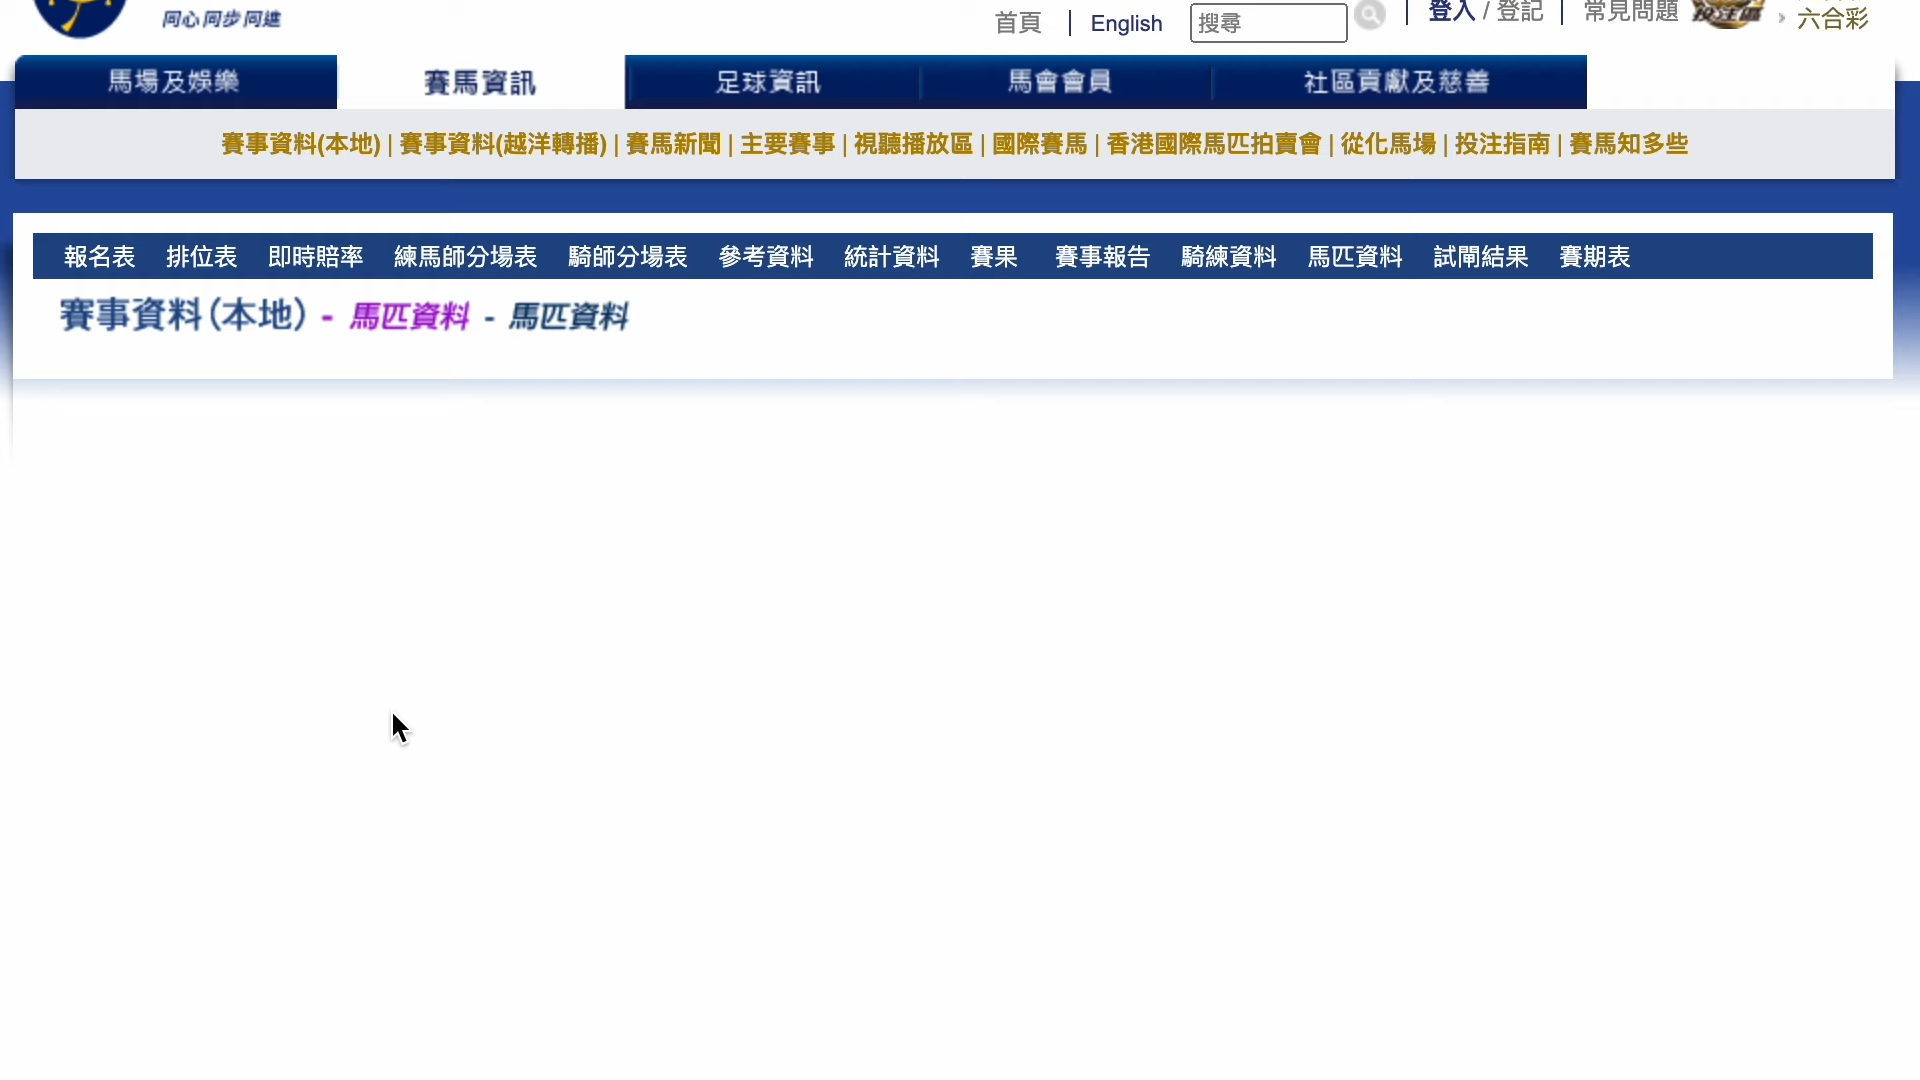 同心同步同進
首頁 | English 搜尋 | 登入 / 登記 | 常見問題 投注區 › 六合彩
馬場及娛樂 賽馬資訊 足球資訊 馬會會員 社區貢獻及慈善
賽事資料(本地) | 賽事資料(越洋轉播) | 賽馬新聞 | 主要賽事 | 視聽播放區 | 國際賽馬 | 香港國際馬匹拍賣會 | 從化馬場 | 投注指南 | 賽馬知多些
報名表 排位表 即時賠率 練馬師分場表 騎師分場表 參考資料 統計資料 賽果 賽事報告 騎練資料 馬匹資料 試閘結果 賽期表
賽事資料(本地) - 馬匹資料 - 馬匹資料